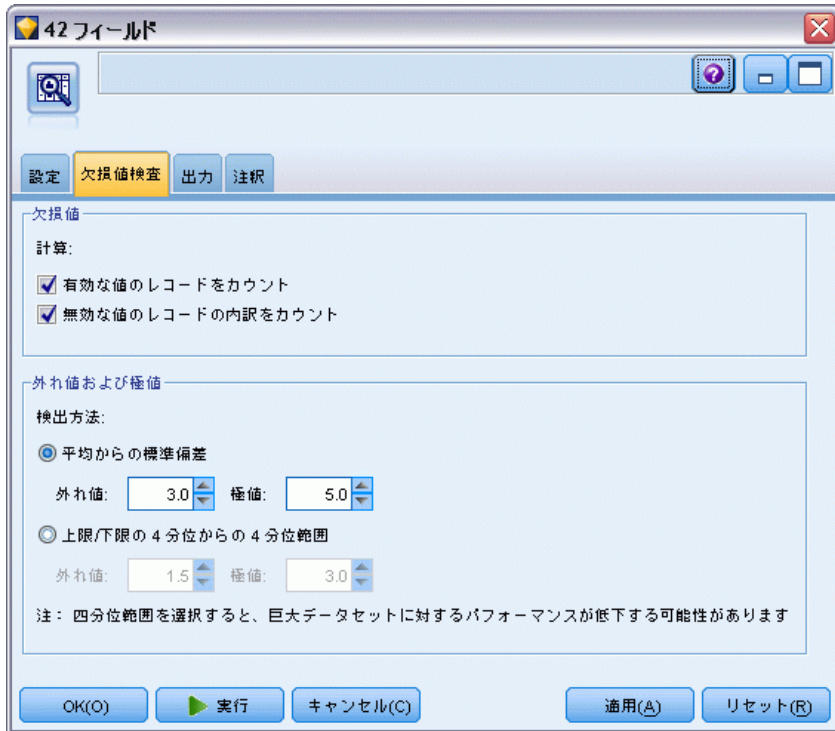 42 フィールド
設定 欠損値検査 出力 注釈
欠損値
計算:
有効な値のレコードをカウント
無効な値のレコードの内訳をカウント
外れ値および極値
検出方法:
平均からの標準偏差
外れ値: 3.0 極値: 5.0
上限/下限の 4 分位からの 4 分位範囲
外れ値: 1.5 極値: 3.0
注： 四分位範囲を選択すると、巨大データセットに対するパフォーマンスが低下する可能性があります
OK(O) 実行 キャンセル(C) 適用(A) リセット(R)